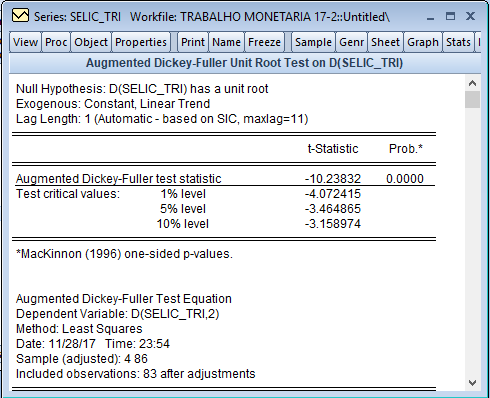 Series: SELIC_TRI   Workfile: TRABALHO MONETARIA 17-2::Untitled\
View Proc Object Properties Print Name Freeze Sample Genr Sheet Graph Stats
Augmented Dickey-Fuller Unit Root Test on D(SELIC_TRI)
Null Hypothesis: D(SELIC_TRI) has a unit root
Exogenous: Constant, Linear Trend
Lag Length: 1 (Automatic - based on SIC, maxlag=11)
t-Statistic Prob.*
Augmented Dickey-Fuller test statistic -10.23832 0.0000
Test critical values: 1% level -4.072415
5% level -3.464865
10% level -3.158974
*MacKinnon (1996) one-sided p-values.
Augmented Dickey-Fuller Test Equation
Dependent Variable: D(SELIC_TRI,2)
Method: Least Squares
Date: 11/28/17   Time: 23:54
Sample (adjusted): 4 86
Included observations: 83 after adjustments